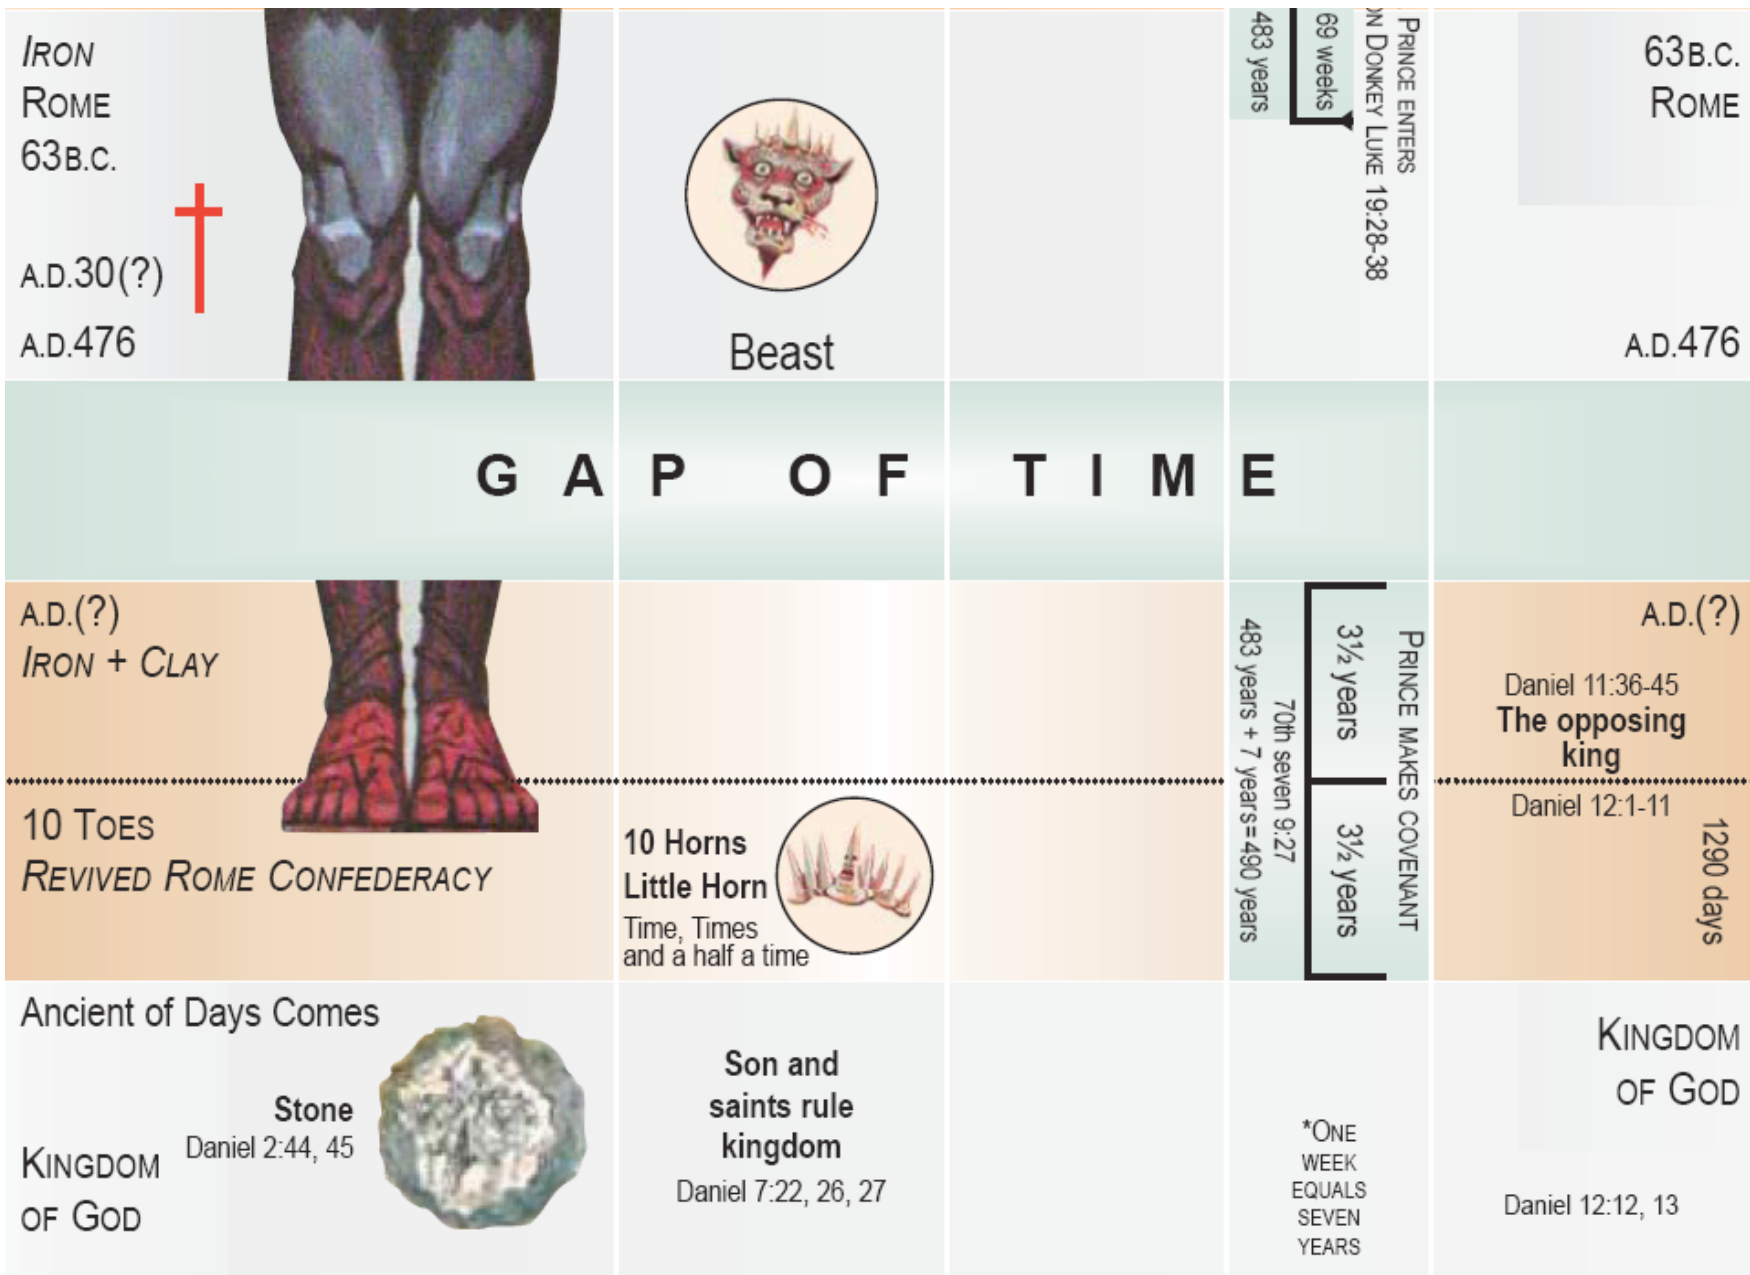 IRON
ROME
63B.C.
A.D.30(?)
A.D.476
Beast
483 years
69 weeks
PRINCE ENTERS
ON DONKEY LUKE 19:28-38
63B.C.
ROME
A.D.476
GAP OF TIME
A.D.(?)
IRON + CLAY
10 TOES
REVIVED ROME CONFEDERACY
10 Horns
Little Horn
Time, Times
and a half a time
483 years + 7 years=490 years
70th seven 9:27
3½ years
3½ years
PRINCE MAKES COVENANT
A.D.(?)
Daniel 11:36-45
The opposing
king
Daniel 12:1-11
1290 days
Ancient of Days Comes
Stone
Daniel 2:44, 45
KINGDOM
OF GOD
Son and
saints rule
kingdom
Daniel 7:22, 26, 27
*ONE
WEEK
EQUALS
SEVEN
YEARS
KINGDOM
OF GOD
Daniel 12:12, 13